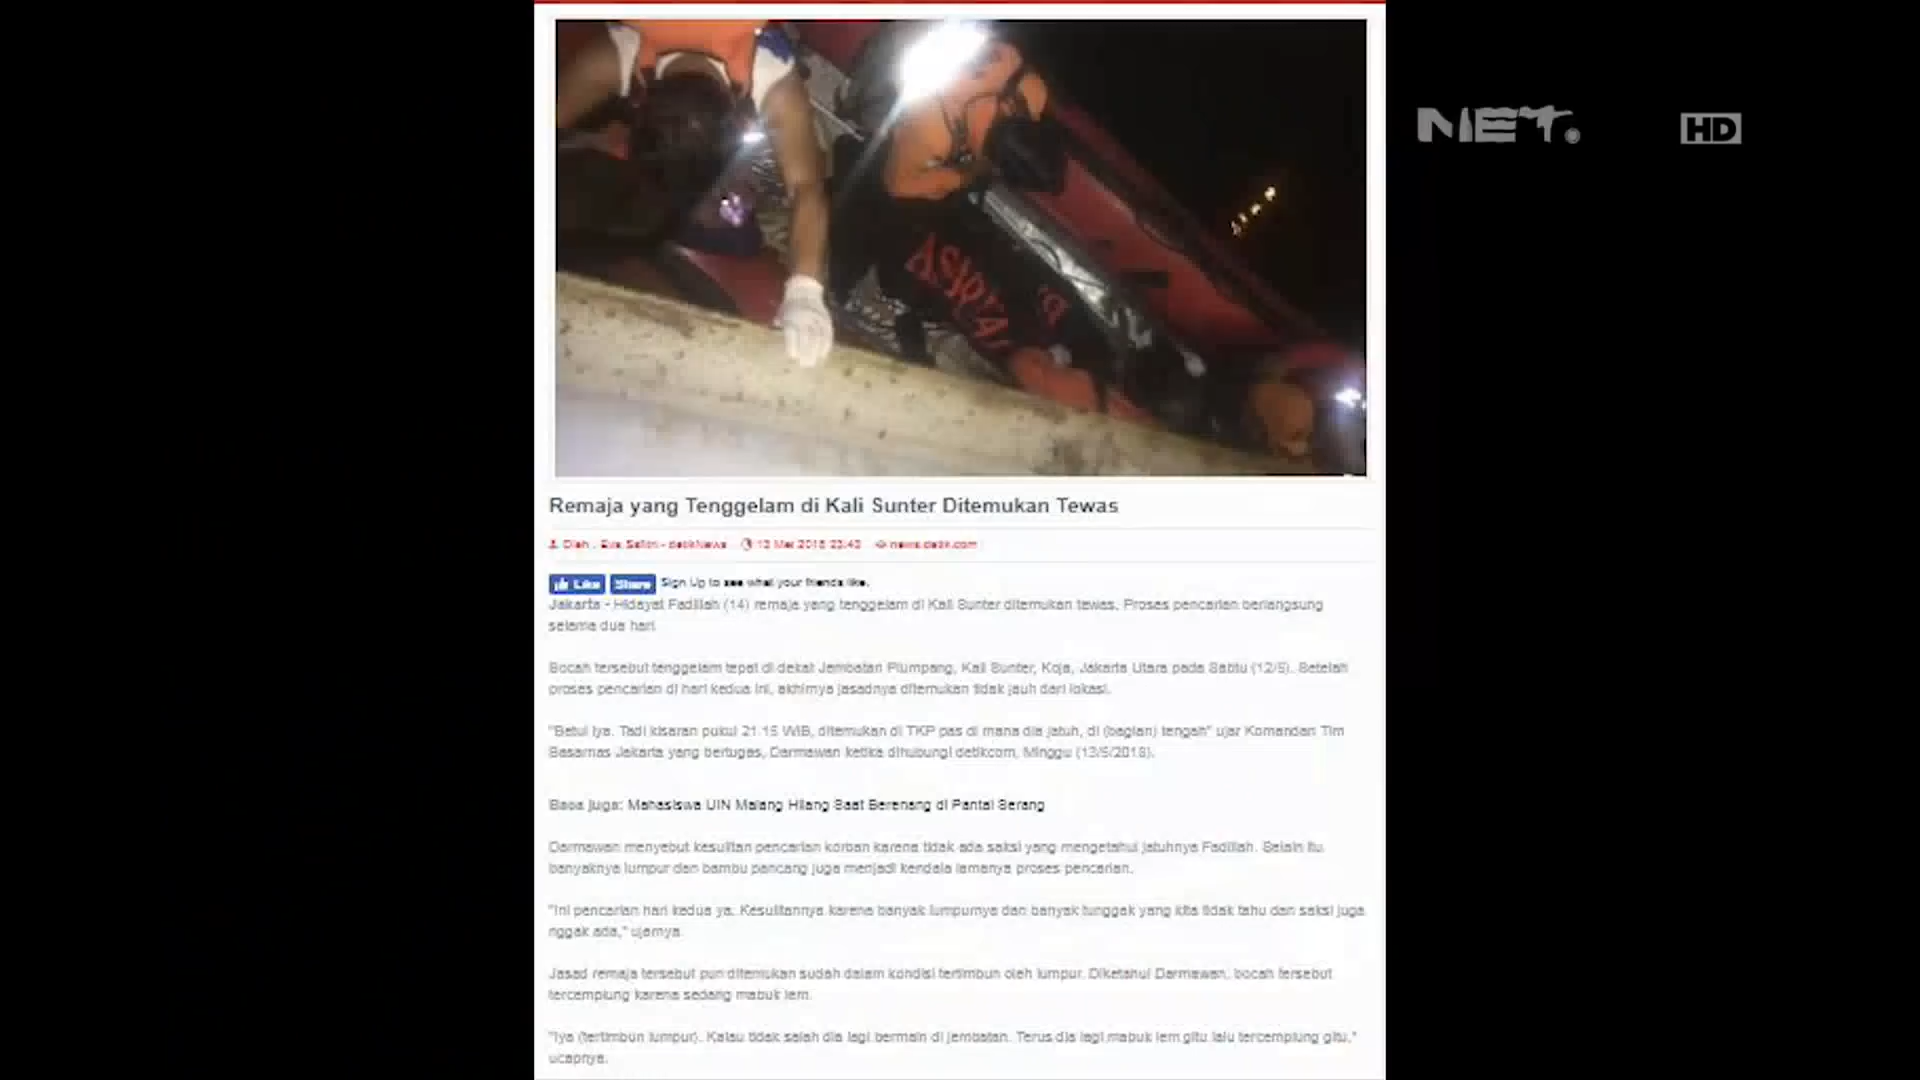 NET.
HD
Remaja yang Tenggelam di Kali Sunter Ditemukan Tewas
Oleh : Eva Safitri - detikNews 13 Mei 2018 23:43 news.detik.com
Like Share Sign Up to see what your friends like.
Jakarta - Hidayat Fadillah (14) remaja yang tenggelam di Kali Sunter ditemukan tewas. Proses pencarian berlangsung
selama dua hari.
Bocah tersebut tenggelam tepat di dekat Jembatan Plumpang, Kali Sunter, Koja, Jakarta Utara pada Sabtu (12/5). Setelah
proses pencarian di hari kedua ini, akhirnya jasadnya ditemukan tidak jauh dari lokasi.
"Betul iya. Tadi kisaran pukul 21.15 WIB, ditemukan di TKP pas di mana dia jatuh, di (bagian) tengah" ujar Komandan Tim
Basarnas Jakarta yang bertugas, Darmawan ketika dihubungi detikcom, Minggu (13/5/2018).
Baca juga: Mahasiswa UIN Malang Hilang Saat Berenang di Pantai Serang
Darmawan menyebut kesulitan pencarian korban karena tidak ada saksi yang mengetahui jatuhnya Fadillah. Selain itu,
banyaknya lumpur dan bambu pancang juga menjadi kendala lamanya proses pencarian.
"Ini pencarian hari kedua ya. Kesulitannya karena banyak lumpurnya dan banyak tunggak yang kita tidak tahu dan saksi juga
nggak ada," ujarnya.
Jasad remaja tersebut pun ditemukan sudah dalam kondisi tertimbun oleh lumpur. Diketahui Darmawan, bocah tersebut
tercemplung karena sedang mabuk lem.
"Iya (tertimbun lumpur). Kalau tidak salah dia lagi bermain di jembatan. Terus dia lagi mabuk lem gitu lalu tercemplung gitu,"
ucapnya.